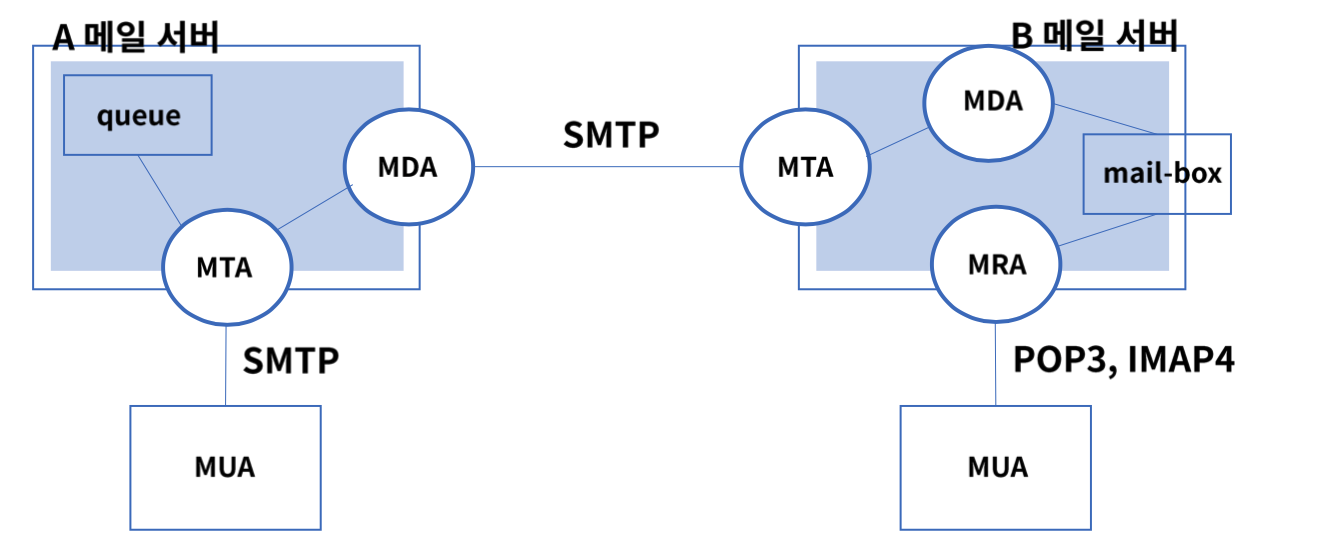 A 메일 서버
queue
MDA
MTA
SMTP
MUA
SMTP
B 메일 서버
MDA
MTA
mail-box
MRA
POP3, IMAP4
MUA